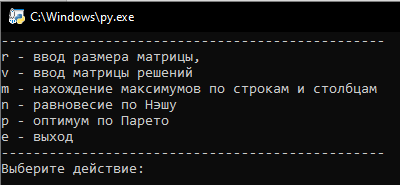 C:\Windows\py.exe
----------------------------------------------
r - ввод размера матрицы,
v - ввод матрицы решений
m - нахождение максимумов по строкам и столбцам
n - равновесие по Нэшу
p - оптимум по Парето
e - выход
----------------------------------------------
Выберите действие: